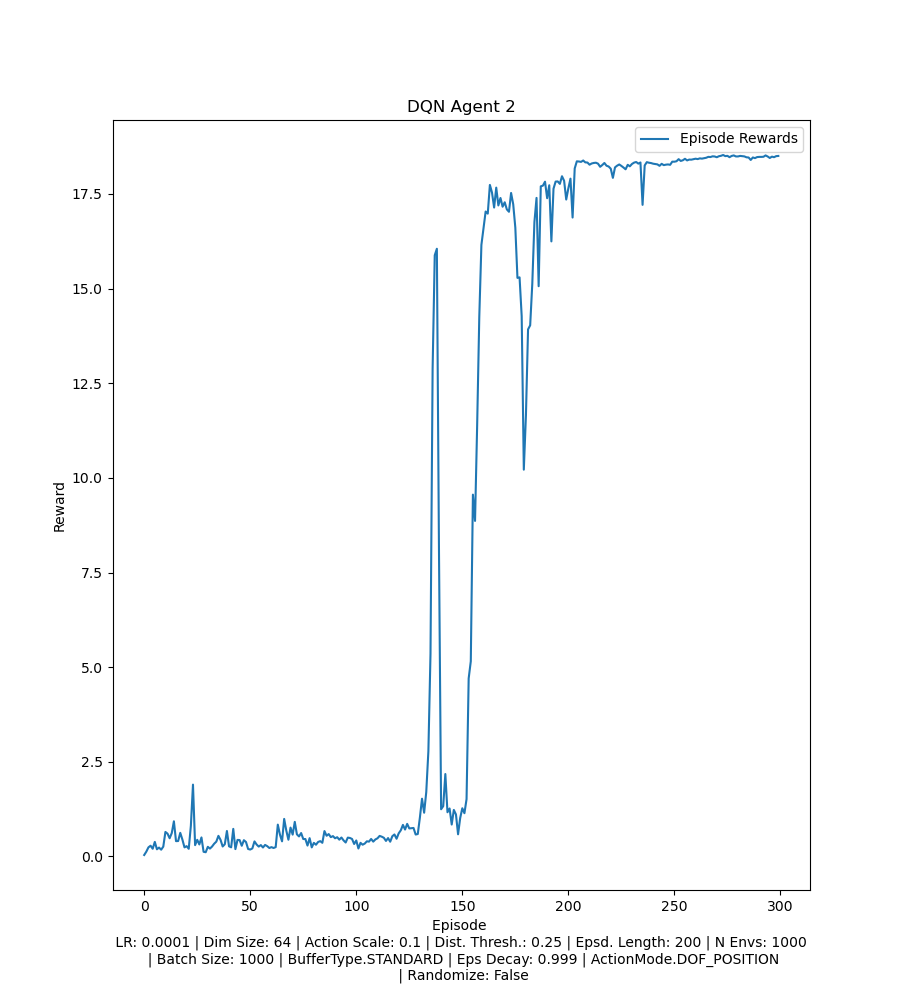 DQN Agent 2
Episode Rewards
17.5
15.0
12.5
10.0
7.5
5.0
2.5
0.0
Reward
0 50 100 150 200 250 300
Episode
LR: 0.0001 | Dim Size: 64 | Action Scale: 0.1 | Dist. Thresh.: 0.25 | Epsd. Length: 200 | N Envs: 1000
| Batch Size: 1000 | BufferType.STANDARD | Eps Decay: 0.999 | ActionMode.DOF_POSITION
| Randomize: False